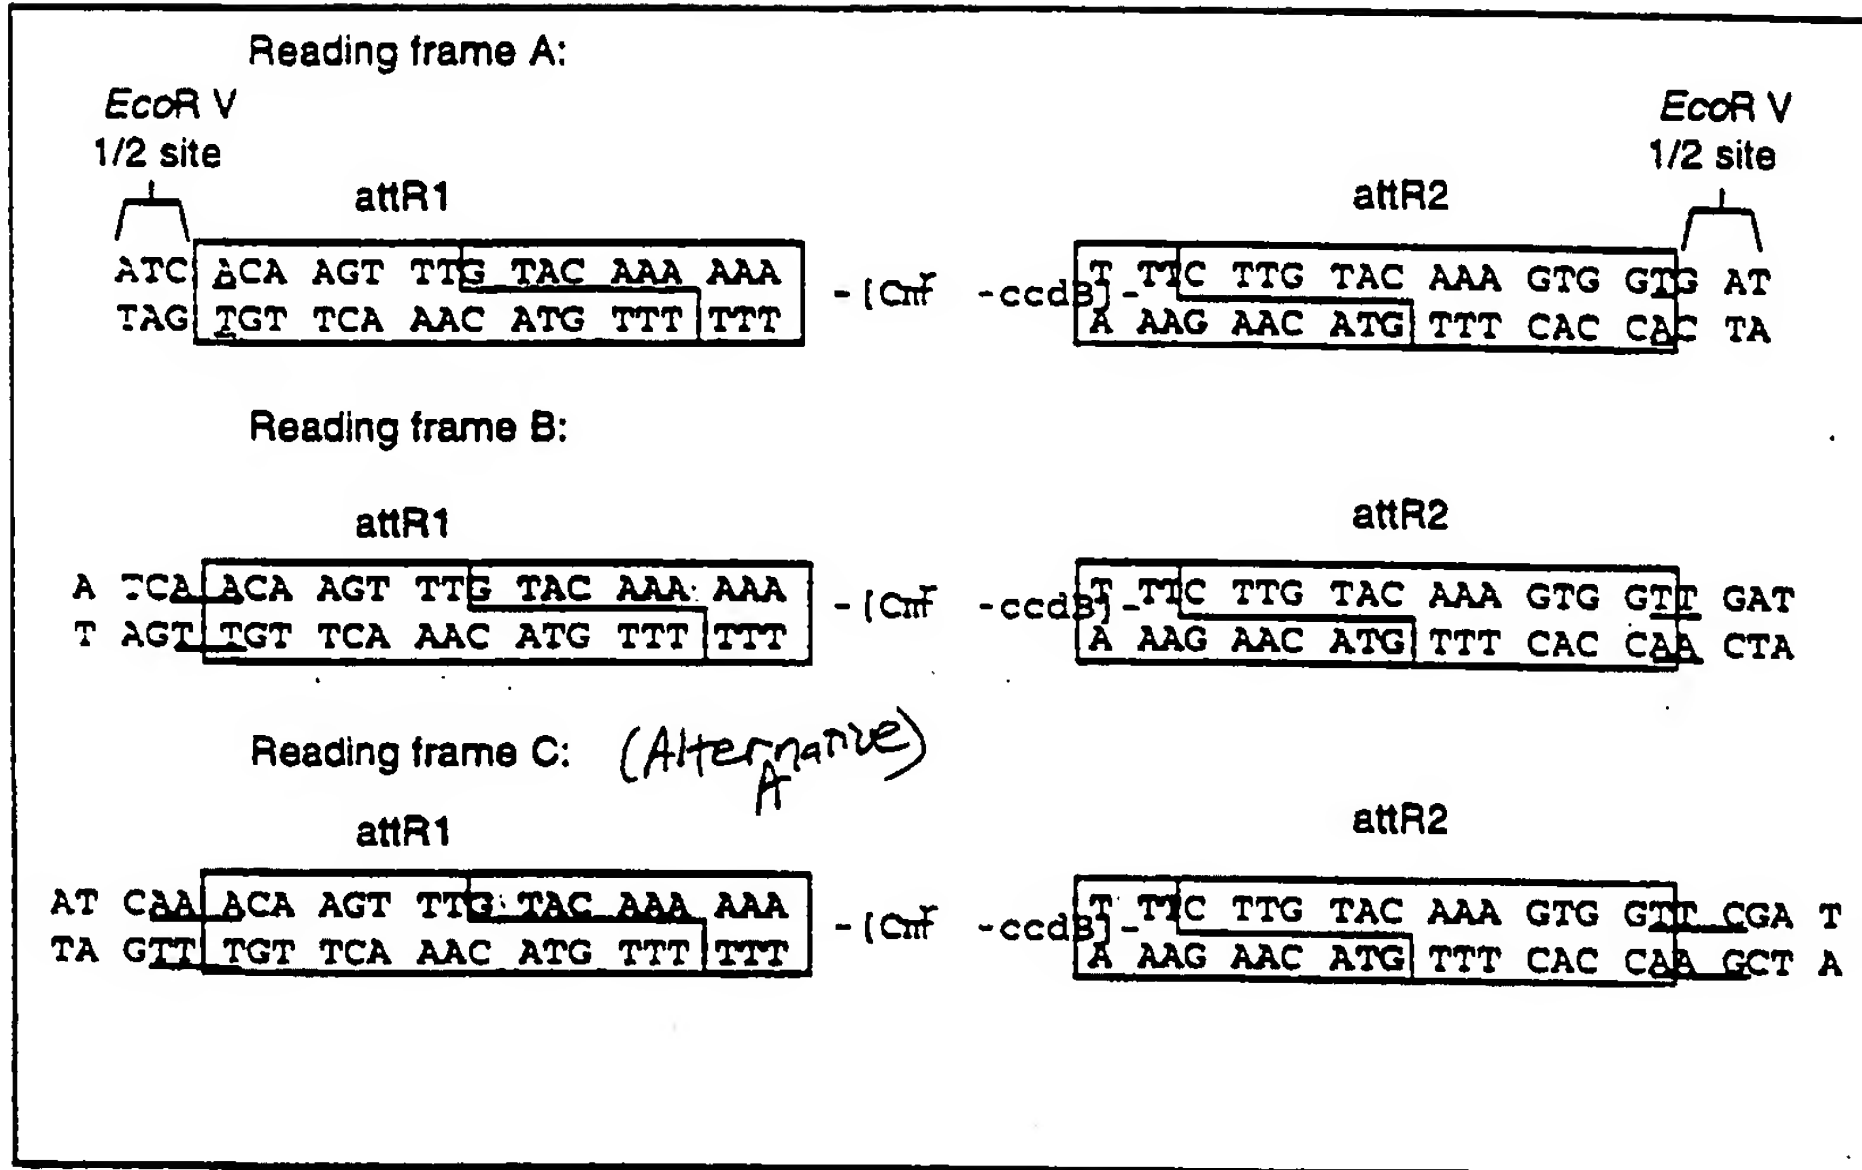 Reading frame A:
EcoR V EcoR V
1/2 site 1/2 site
attR1 attR2
ATC ACA AGT TTG TACAAA AAA -[Cmr -ccdB]- T TTC TTG TAC AAA GTG GTG AT
TAG TGT TCA AAC ATG TTT TTT A AAG AAC ATG TTT CAC CAC TA
Reading frame B:
attR1 attR2
A TCA ACA AGT TTG TAC AAA AAA -[Cmr -ccdB]- T TTC TTG TAC AAA GTG GTT GAT
T AGT TGT TCA AAC ATG TTT TTT A AAG AAC ATG TTT CAC CAA CTA
Reading frame C: (Alternative)
A
attR1 attR2
AT CAA ACA AGT TTG TAC AAA AAA -[Cmr -ccdB]- T TTC TTG TAC AAA GTG GTT CGA T
TA GTT TGT TCA AAC ATG TTT TTT A AAG AAC ATG TTT CAC CAA GCT A